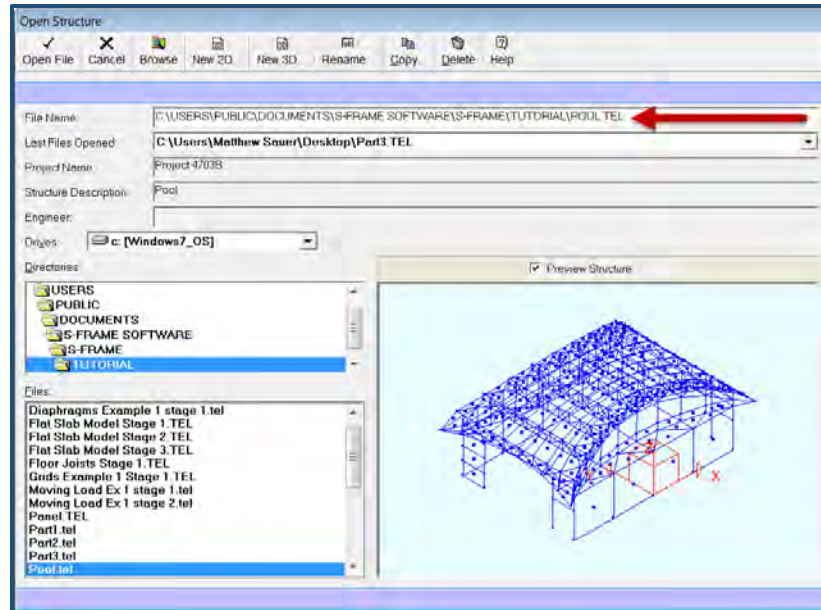 Open Structure
Open File Cancel Browse New 2D New 3D Rename Copy Delete Help
File Name: C:\USERS\PUBLIC\DOCUMENTS\S-FRAME SOFTWARE\S-FRAME\TUTORIAL\POOL.TEL
Last Files Opened: C:\Users\Matthew Sauer\Desktop\Part3.TEL
Project Name: Project 4703B
Structure Description: Pool
Engineer:
Drives: c: [Windows7_OS]
Directories: Preview Structure
USERS
PUBLIC
DOCUMENTS
S-FRAME SOFTWARE
S-FRAME
TUTORIAL
Files:
Diaphragms Example 1 stage 1.tel
Flat Slab Model Stage 1.TEL
Flat Slab Model Stage 2.TEL
Flat Slab Model Stage 3.TEL
Floor Joists Stage 1.TEL
Grids Example 1 Stage 1.TEL
Moving Load Ex 1 stage 1.tel
Moving Load Ex 1 stage 2.tel
Panel.TEL
Part1.tel
Part2.tel
Part3.tel
Pool.tel
Z
Y
X